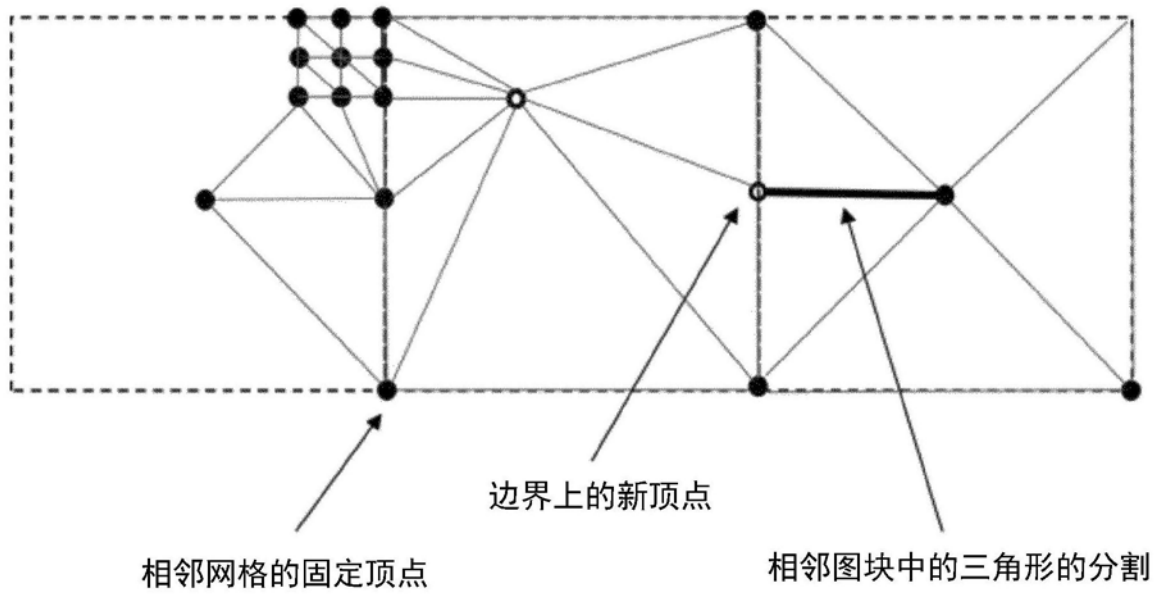 边界上的新顶点
相邻网格的固定顶点
相邻图块中的三角形的分割